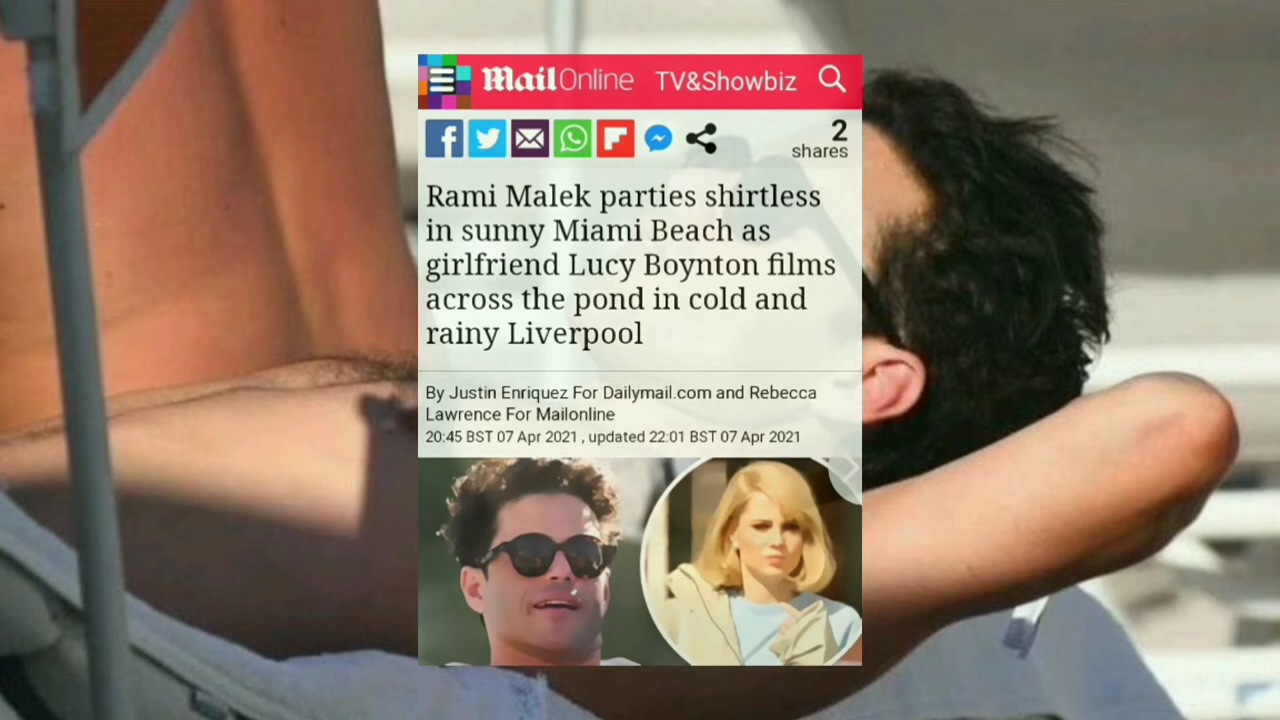 Mail Online TV&Showbiz
2
shares
Rami Malek parties shirtless
in sunny Miami Beach as
girlfriend Lucy Boynton films
across the pond in cold and
rainy Liverpool
By Justin Enriquez For Dailymail.com and Rebecca
Lawrence For Mailonline
20:45 BST 07 Apr 2021 , updated 22:01 BST 07 Apr 2021